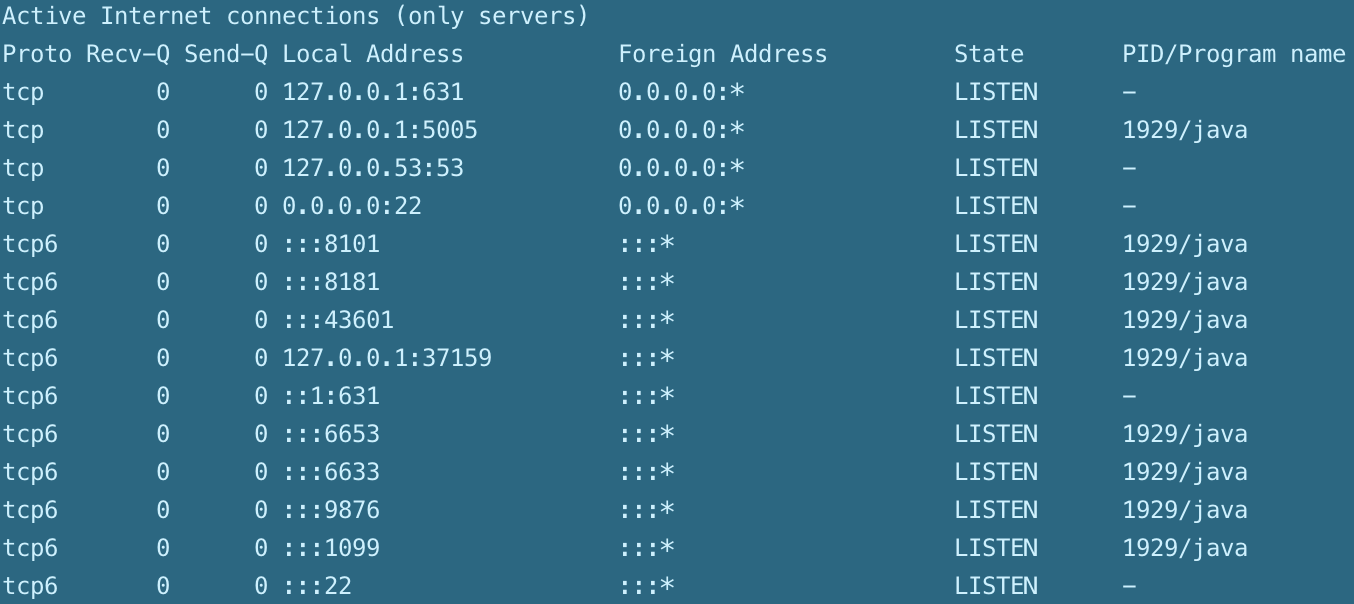 Active Internet connections (only servers)
Proto Recv-Q Send-Q Local Address           Foreign Address         State       PID/Program name
tcp        0      0 127.0.0.1:631           0.0.0.0:*               LISTEN      -
tcp        0      0 127.0.0.1:5005          0.0.0.0:*               LISTEN      1929/java
tcp        0      0 127.0.0.53:53           0.0.0.0:*               LISTEN      -
tcp        0      0 0.0.0.0:22              0.0.0.0:*               LISTEN      -
tcp6       0      0 :::8101                 :::*                    LISTEN      1929/java
tcp6       0      0 :::8181                 :::*                    LISTEN      1929/java
tcp6       0      0 :::43601                :::*                    LISTEN      1929/java
tcp6       0      0 127.0.0.1:37159         :::*                    LISTEN      1929/java
tcp6       0      0 ::1:631                 :::*                    LISTEN      -
tcp6       0      0 :::6653                 :::*                    LISTEN      1929/java
tcp6       0      0 :::6633                 :::*                    LISTEN      1929/java
tcp6       0      0 :::9876                 :::*                    LISTEN      1929/java
tcp6       0      0 :::1099                 :::*                    LISTEN      1929/java
tcp6       0      0 :::22                   :::*                    LISTEN      -